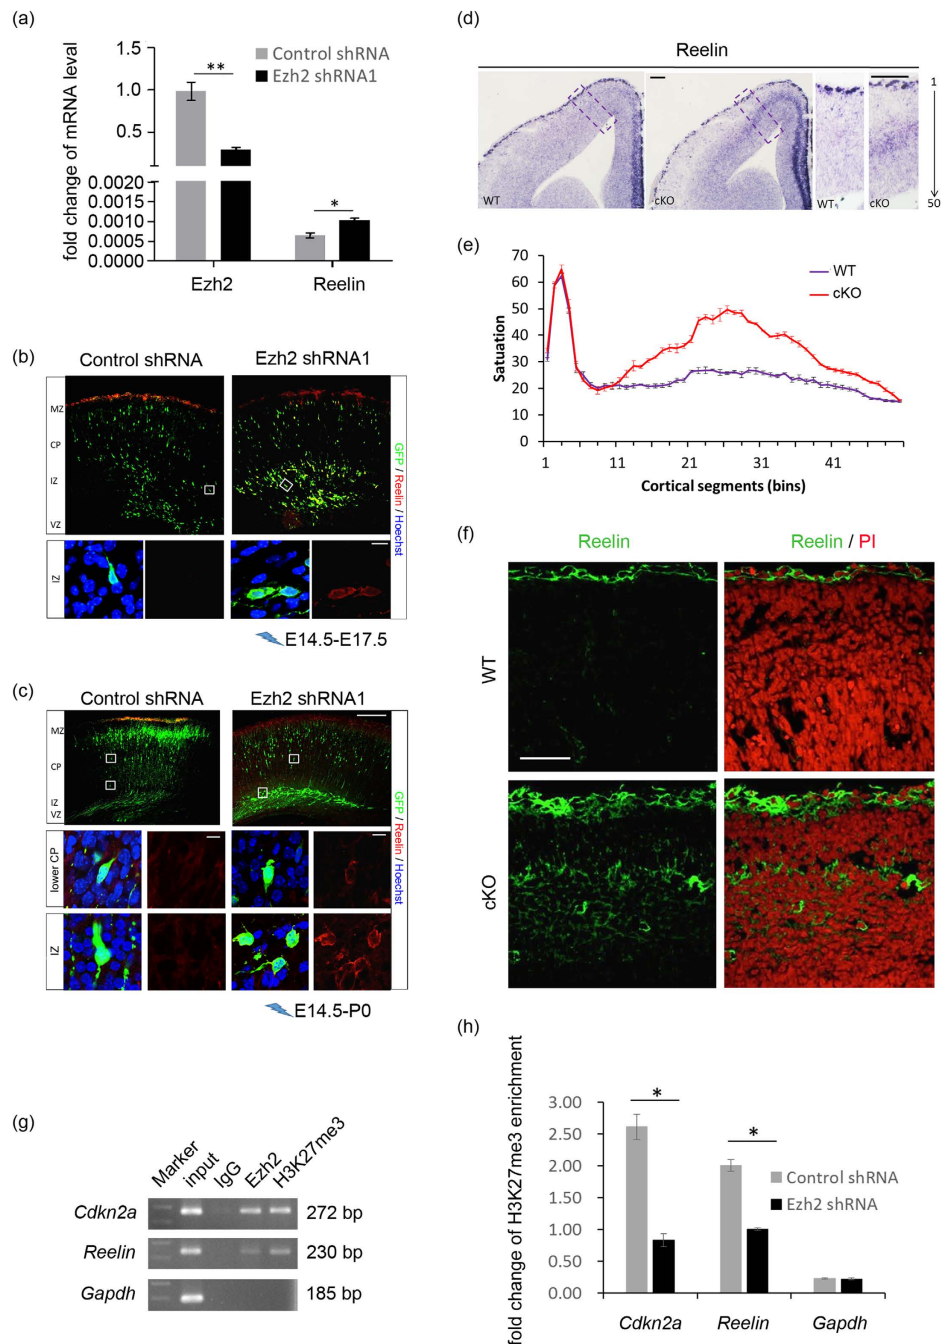 (a)
fold change of mRNA leval
1.5
1.0
0.5
0.0020
0.0015
0.0010
0.0005
0.0000
**
*
Control shRNA
Ezh2 shRNA1
Ezh2
Reelin
(d)
Reelin
WT
cKO
WT
cKO
1
50
(e)
Satuation
70
60
50
40
30
20
10
0
WT
cKO
1
11
21
31
41
Cortical segments (bins)
(b)
Control shRNA
Ezh2 shRNA1
MZ
CP
IZ
VZ
IZ
GFP / Reelin / Hoechst
E14.5-E17.5
(c)
Control shRNA
Ezh2 shRNA1
MZ
CP
IZ
VZ
lower CP
IZ
GFP / Reelin / Hoechst
E14.5-P0
(f)
Reelin
Reelin / PI
WT
cKO
(g)
Marker
input
IgG
Ezh2
H3K27me3
Cdkn2a
272 bp
Reelin
230 bp
Gapdh
185 bp
(h)
fold change of H3K27me3 enrichment
3.00
2.50
2.00
1.50
1.00
0.50
0.00
*
*
Control shRNA
Ezh2 shRNA
Cdkn2a
Reelin
Gapdh